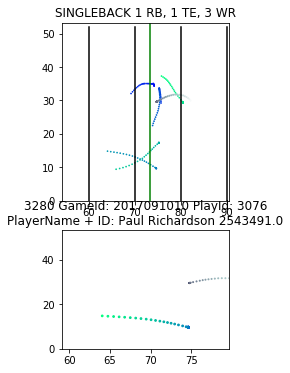 SINGLEBACK 1 RB, 1 TE, 3 WR
50
40
30
20
10
0
60 70 80 90
3280 GameId: 2017091010 PlayId: 3076
PlayerName + ID: Paul Richardson 2543491.0
40
20
0
60 65 70 75